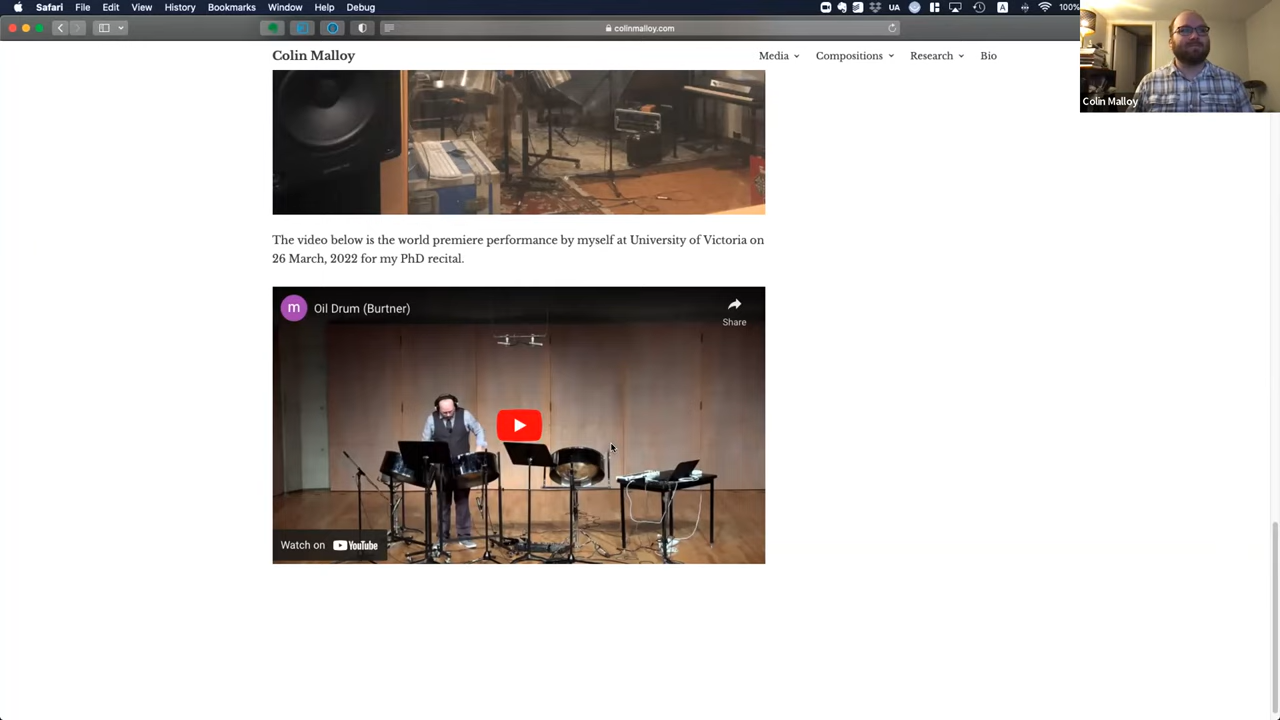 Safari File Edit View History Bookmarks Window Help Debug UA A 100%
colinmalloy.com
Colin Malloy Media Compositions Research Bio
Colin Malloy
The video below is the world premiere performance by myself at University of Victoria on
26 March, 2022 for my PhD recital.
m Oil Drum (Burtner)
Share
Watch on YouTube